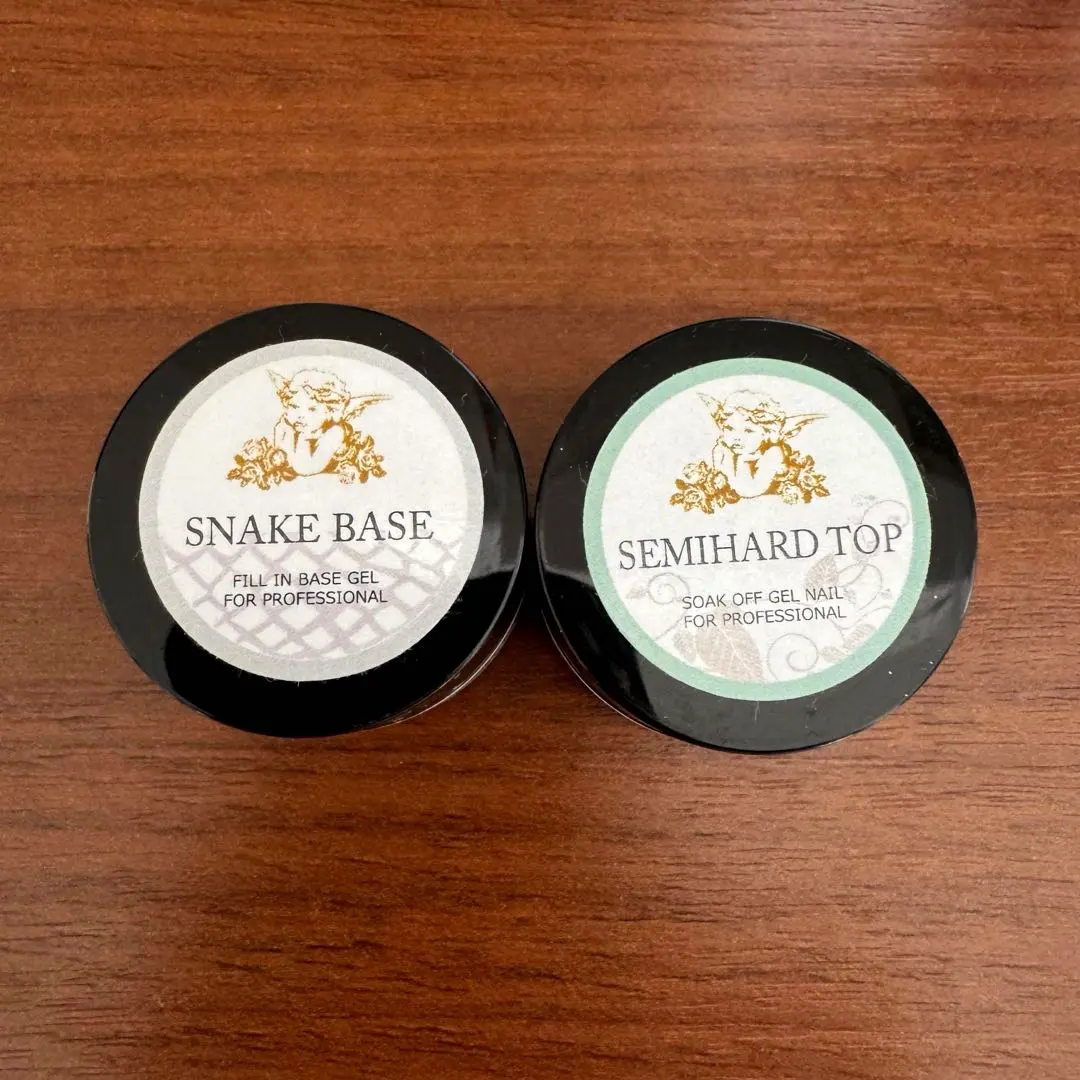 SNAKE BASE
FILL IN BASE GEL
FOR PROFESSIONAL
SEMIHARD TOP
SOAK OFF GEL NAIL
FOR PROFESSIONAL